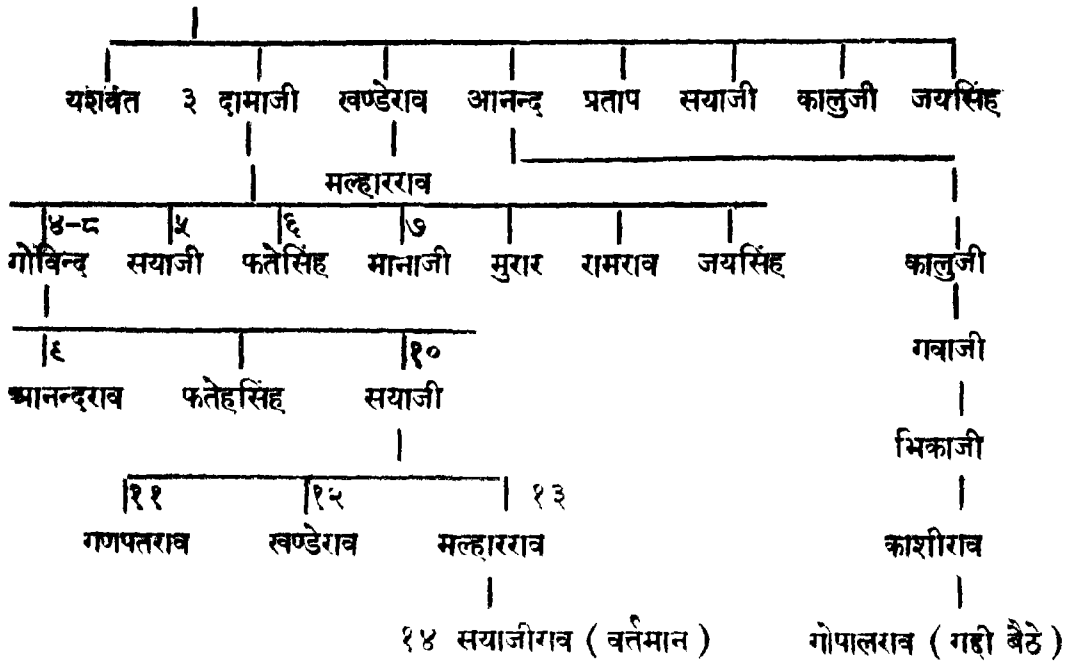 यशवंत ३ दामाजी खण्डेराव आनन्द प्रताप सयाजी कालुजी जयसिंह
मल्हारराव
४-८ ५ ६ ७
गोविन्द सयाजी फतेसिंह मानाजी मुरार रामराव जयसिंह कालुजी
९ १०
आनन्दराव फतेहसिंह सयाजी गवाजी
भिकाजी
११ १२ १३
गणपतराव खण्डेराव मल्हारराव काशीराव
१४ सयाजीराव ( वर्तमान ) गोपालराव ( गद्दी बैठे )